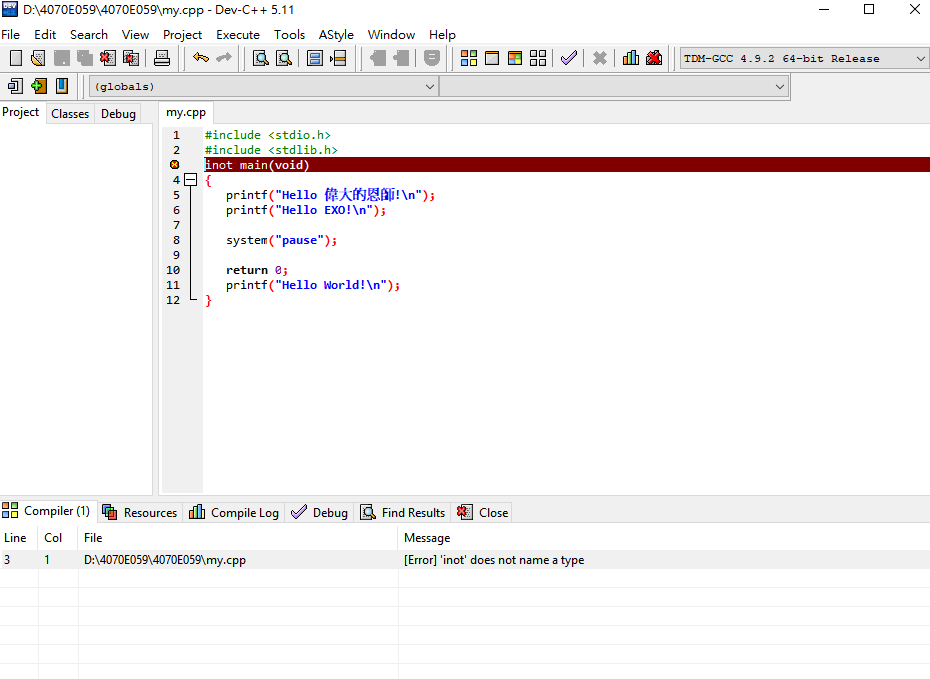 D:\4070E059\4070E059\my.cpp - Dev-C++ 5.11
File Edit Search View Project Execute Tools AStyle Window Help
TDM-GCC 4.9.2 64-bit Release
(globals)
Project Classes Debug my.cpp
1 #include <stdio.h>
2 #include <stdlib.h>
inot main(void)
4 {
5 printf("Hello 偉大的恩師!\n");
6 printf("Hello EXO!\n");
7
8 system("pause");
9
10 return 0;
11 printf("Hello World!\n");
12 }
Compiler (1) Resources Compile Log Debug Find Results Close
Line Col File Message
3 1 D:\4070E059\4070E059\my.cpp [Error] 'inot' does not name a type